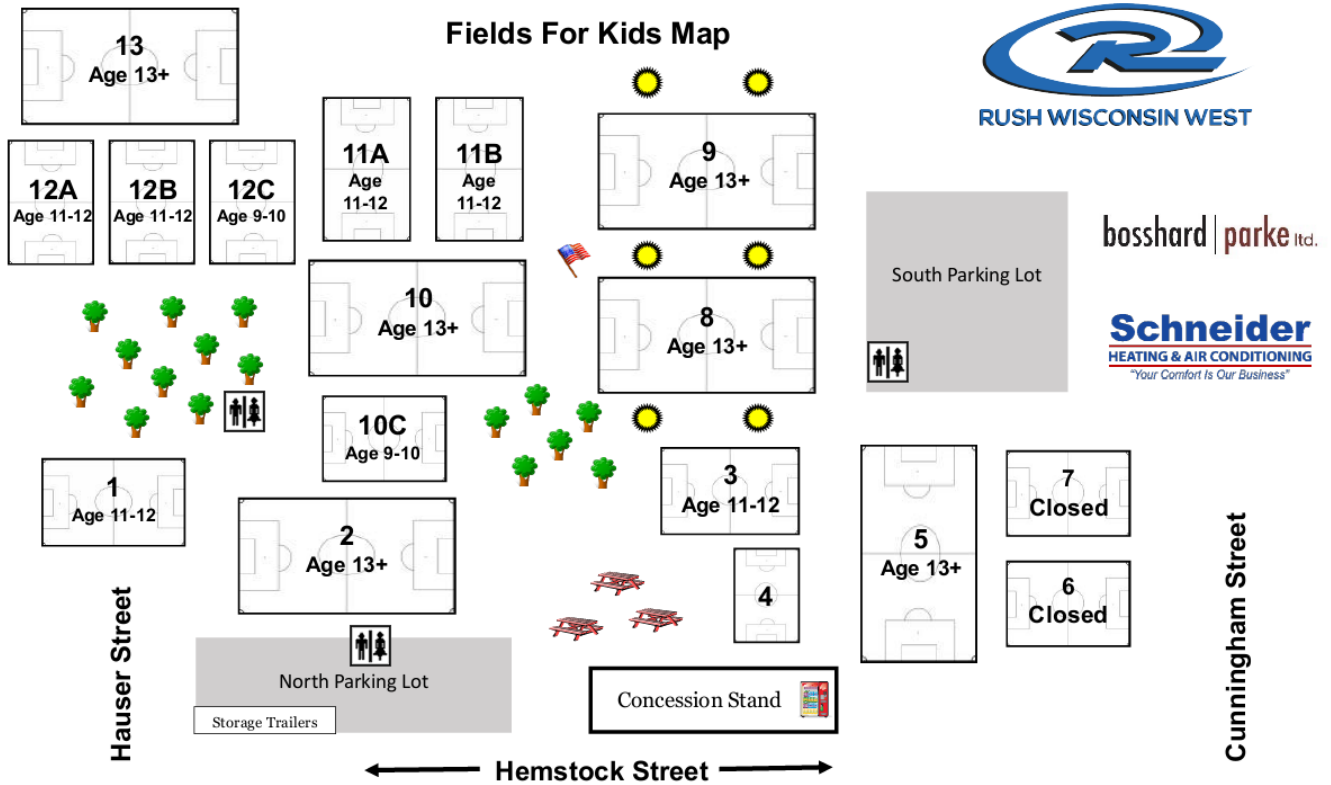 Fields For Kids Map
RUSH WISCONSIN WEST
13
Age 13+
12A
Age 11-12
12B
Age 11-12
12C
Age 9-10
11A
Age
11-12
11B
Age
11-12
9
Age 13+
South Parking Lot
bosshard | parke ltd.
10
Age 13+
8
Age 13+
Schneider
HEATING & AIR CONDITIONING
"Your Comfort Is Our Business"
10C
Age 9-10
1
Age 11-12
2
Age 13+
3
Age 11-12
4
5
Age 13+
7
Closed
6
Closed
Hauser Street
Cunningham Street
North Parking Lot
Storage Trailers
Concession Stand
Hemstock Street